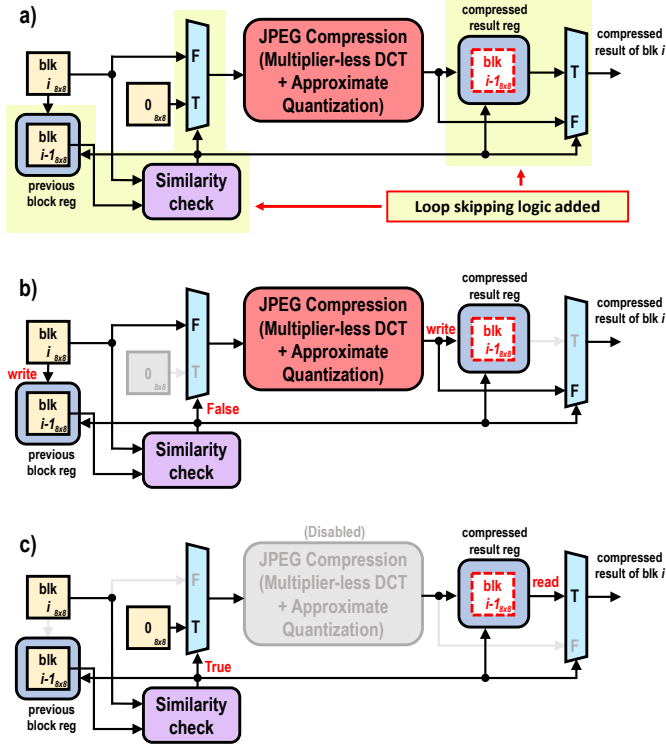 a)
blk
i 8x8
0
8x8
F
T
JPEG Compression
(Multiplier-less DCT
+ Approximate
Quantization)
compressed
result reg
blk
i-1 8x8
T
F
compressed
result of blk i
blk
i-1 8x8
previous
block reg
Similarity
check
Loop skipping logic added
b)
blk
i 8x8
write
0
8x8
F
T
False
JPEG Compression
(Multiplier-less DCT
+ Approximate
Quantization)
write
compressed
result reg
blk
i-1 8x8
T
F
compressed
result of blk i
blk
i-1 8x8
previous
block reg
Similarity
check
c)
blk
i 8x8
0
8x8
F
T
True
(Disabled)
JPEG Compression
(Multiplier-less DCT
+ Approximate
Quantization)
compressed
result reg
blk
i-1 8x8
read
T
F
compressed
result of blk i
blk
i-1 8x8
previous
block reg
Similarity
check